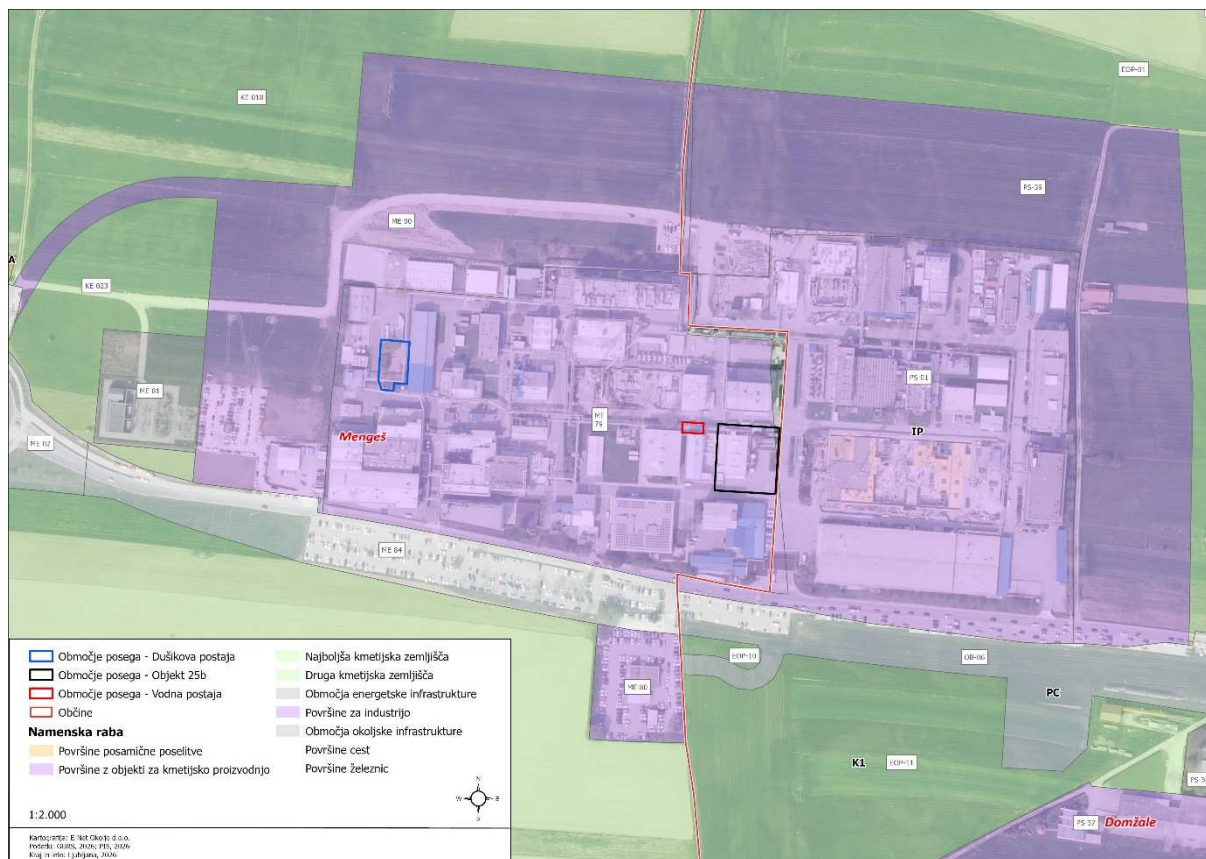 EOP-01
KE 018
PS-38
ME 90
A
KE 023
ME 81
PS-01
ME 02
Mengeš
ME
79
IP
ME 84
EOP-10
OB-06
ME 80
PC
K1
EOP-11
PS-37
Domžale
Območje posega - Dušikova postaja
Območje posega - Objekt 25b
Območje posega - Vodna postaja
Občine
Namenska raba
Površine posamične poselitve
Površine z objekti za kmetijsko proizvodnjo
Najboljša kmetijska zemljišča
Druga kmetijska zemljišča
Območja energetske infrastrukture
Površine za industrijo
Območja okoljske infrastrukture
Površine cest
Površine železnic
N
W
E
S
1:2.000
Kartografija: E-Net Okolje d.o.o.
Podatki: GURS, 2026; PIS, 2026
Kraj in leto: Ljubljana, 2026